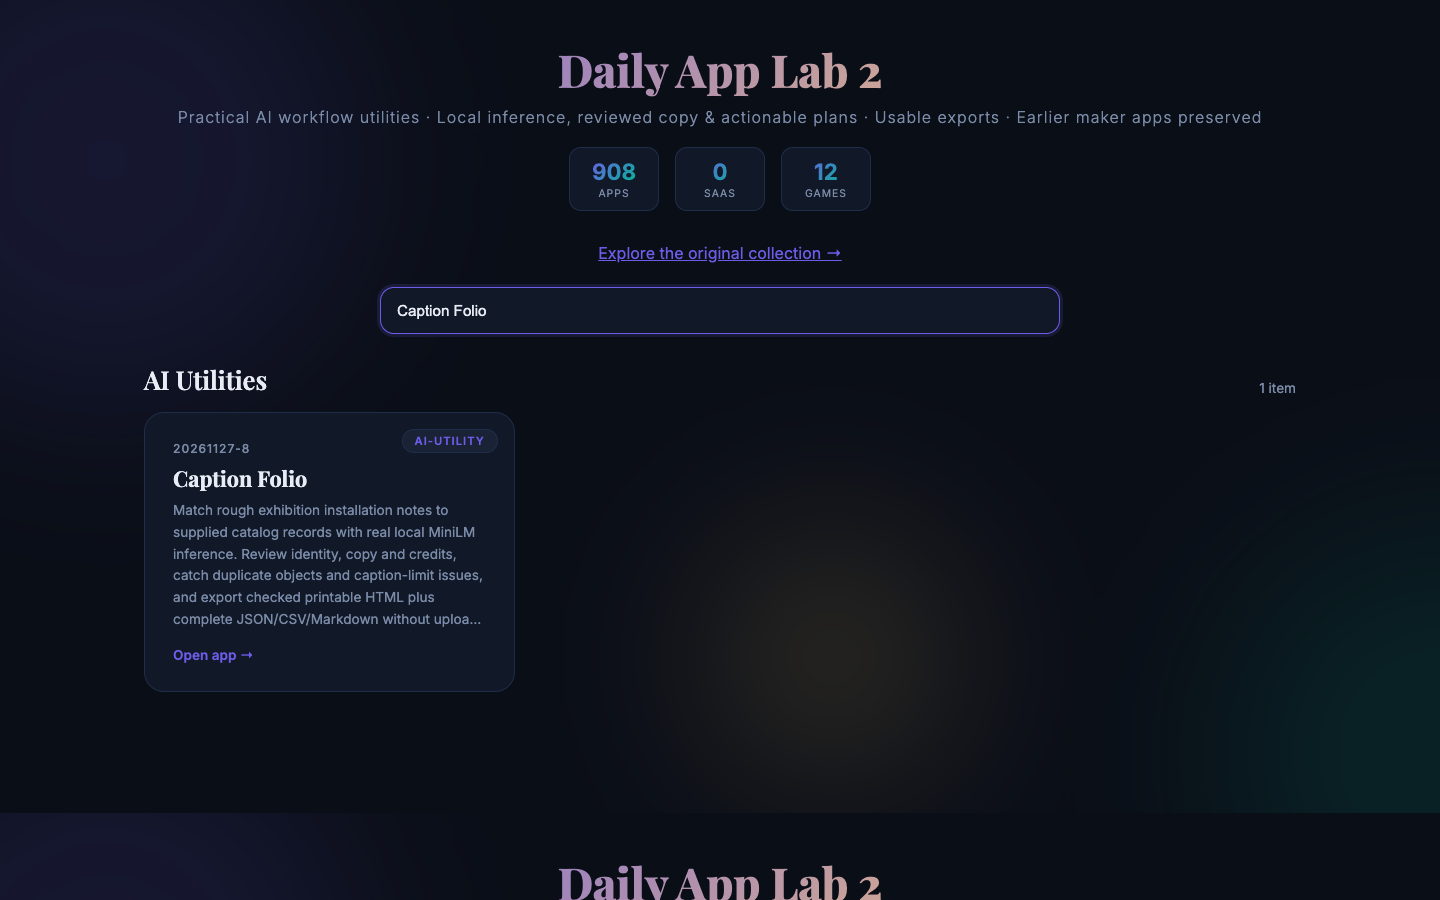 Daily App Lab 2
Practical AI workflow utilities · Local inference, reviewed copy & actionable plans · Usable exports · Earlier maker apps preserved
908
APPS
0
SAAS
12
GAMES
Explore the original collection →
Caption Folio
AI Utilities
1 item
20261127-8
AI-UTILITY
Caption Folio
Match rough exhibition installation notes to
supplied catalog records with real local MiniLM
inference. Review identity, copy and credits,
catch duplicate objects and caption-limit issues,
and export checked printable HTML plus
complete JSON/CSV/Markdown without uploa...
Open app →
Daily App Lab 2